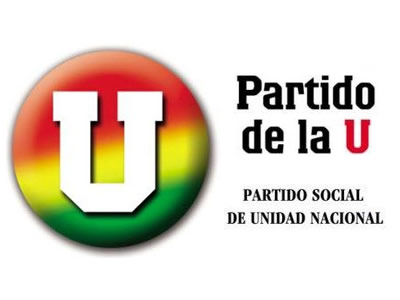 U
Partido
de la U
PARTIDO SOCIAL
DE UNIDAD NACIONAL